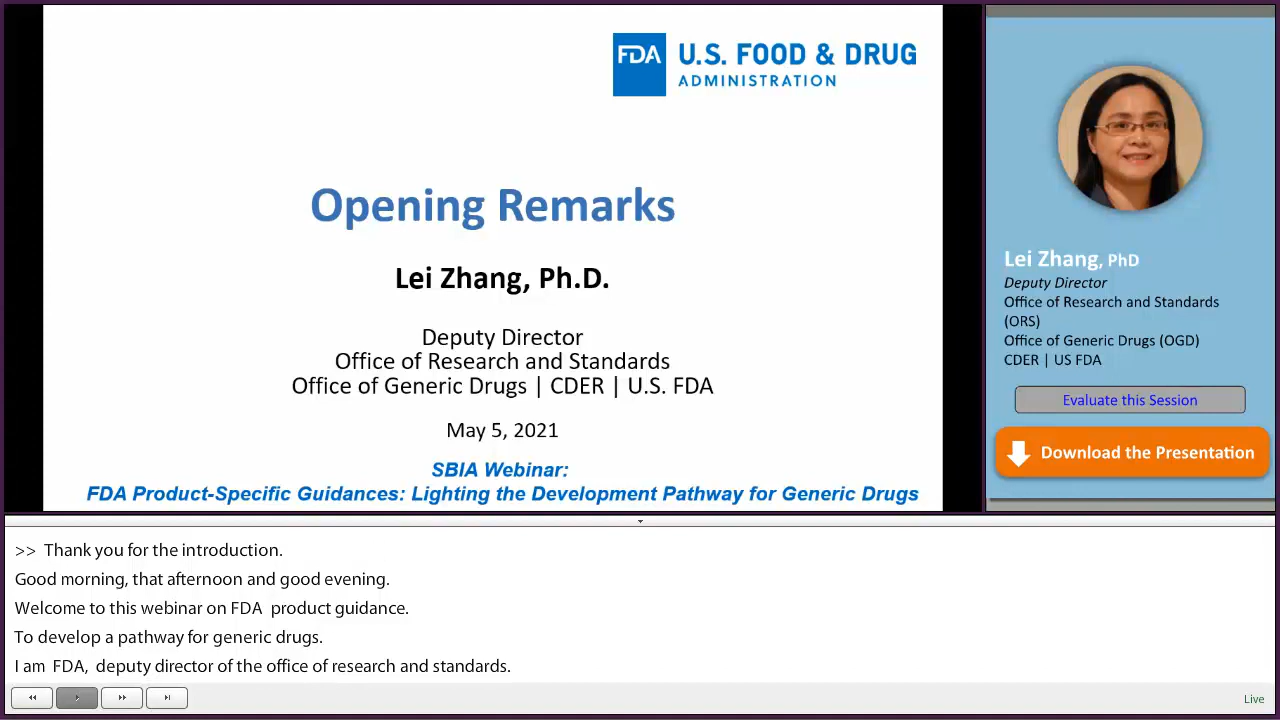 FDA
U.S. FOOD & DRUG
ADMINISTRATION
Opening Remarks
Lei Zhang, Ph.D.
Deputy Director
Office of Research and Standards
Office of Generic Drugs | CDER | U.S. FDA
May 5, 2021
SBIA Webinar:
FDA Product-Specific Guidances: Lighting the Development Pathway for Generic Drugs
Lei Zhang, PhD
Deputy Director
Office of Research and Standards
(ORS)
Office of Generic Drugs (OGD)
CDER | US FDA
Evaluate this Session
Download the Presentation
>> Thank you for the introduction.
Good morning, that afternoon and good evening.
Welcome to this webinar on FDA product guidance.
To develop a pathway for generic drugs.
I am FDA, deputy director of the office of research and standards.
Live